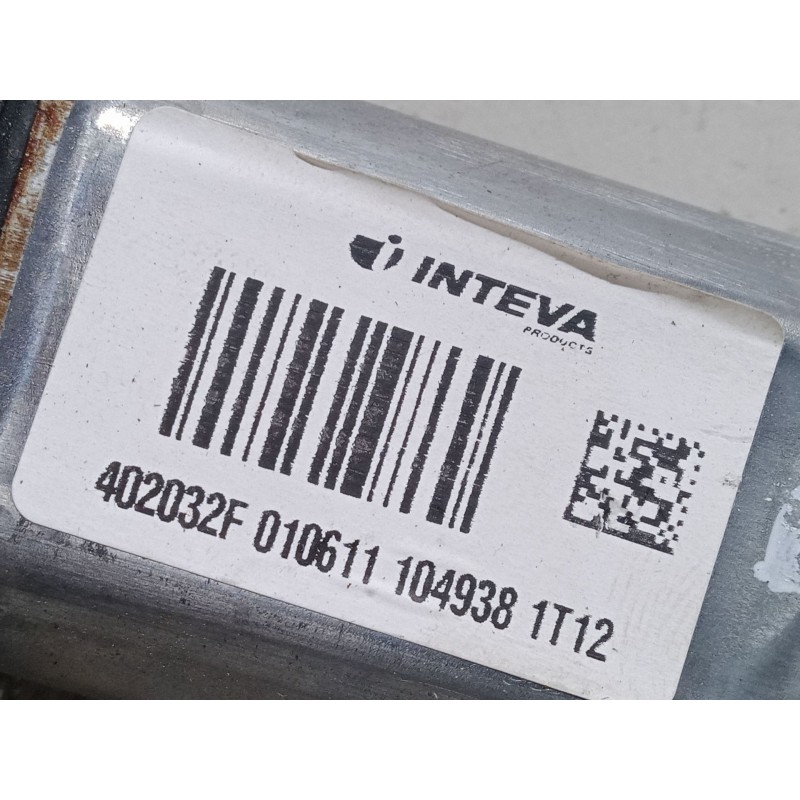 INTEVA
PRODUCTS
402032F 010611 104938 1T12